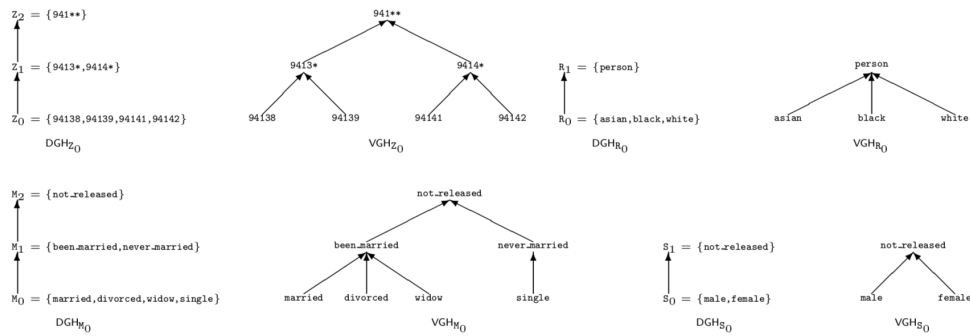 Z2 = {941**}
941**
Z1 = {9413*,9414*}
9413*
9414*
R1 = {person}
person
Z0 = {94138,94139,94141,94142}
94138
94139
94141
94142
R0 = {asian,black,white}
asian
black
white
DGHZ0
VGHZ0
DGHR0
VGHR0
M2 = {not_released}
not_released
M1 = {been_married,never_married}
been_married
never_married
S1 = {not_released}
not_released
M0 = {married,divorced,widow,single}
married
divorced
widow
single
S0 = {male,female}
male
female
DGHM0
VGHM0
DGHS0
VGHS0